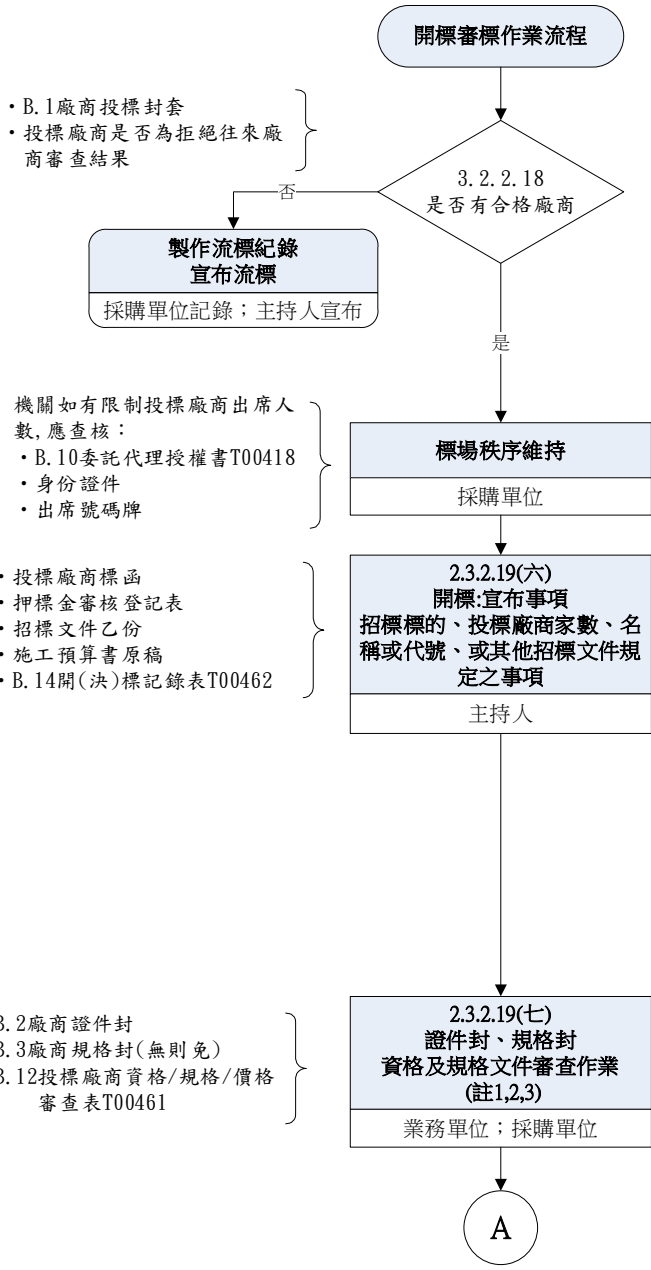 開標審標作業流程
・B.1廠商投標封套
・投標廠商是否為拒絕往來廠
商審查結果
3.2.2.18
是否有合格廠商
否
製作流標紀錄
宣布流標
採購單位記錄；主持人宣布
是
機關如有限制投標廠商出席人
數,應查核：
・B.10委託代理授權書T00418
・身份證件
・出席號碼牌
標場秩序維持
採購單位
・投標廠商標函
・押標金審核登記表
・招標文件乙份
・施工預算書原稿
・B.14開(決)標記錄表T00462
2.3.2.19(六)
開標:宣布事項
招標標的、投標廠商家數、名
稱或代號、或其他招標文件規
定之事項
主持人
3.2廠商證件封
3.3廠商規格封(無則免)
3.12投標廠商資格/規格/價格
審查表T00461
2.3.2.19(七)
證件封、規格封
資格及規格文件審查作業
(註1,2,3)
業務單位；採購單位
A